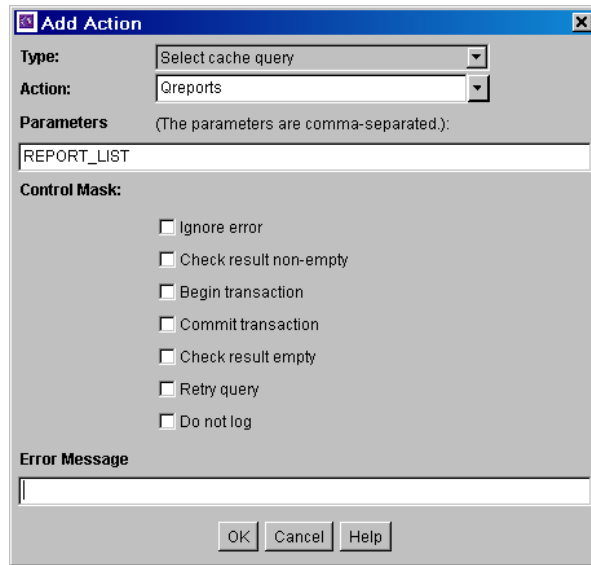 Add Action
Type: Select cache query
Action: Qreports
Parameters (The parameters are comma-separated.):
REPORT_LIST
Control Mask:
Ignore error
Check result non-empty
Begin transaction
Commit transaction
Check result empty
Retry query
Do not log
Error Message
OK Cancel Help